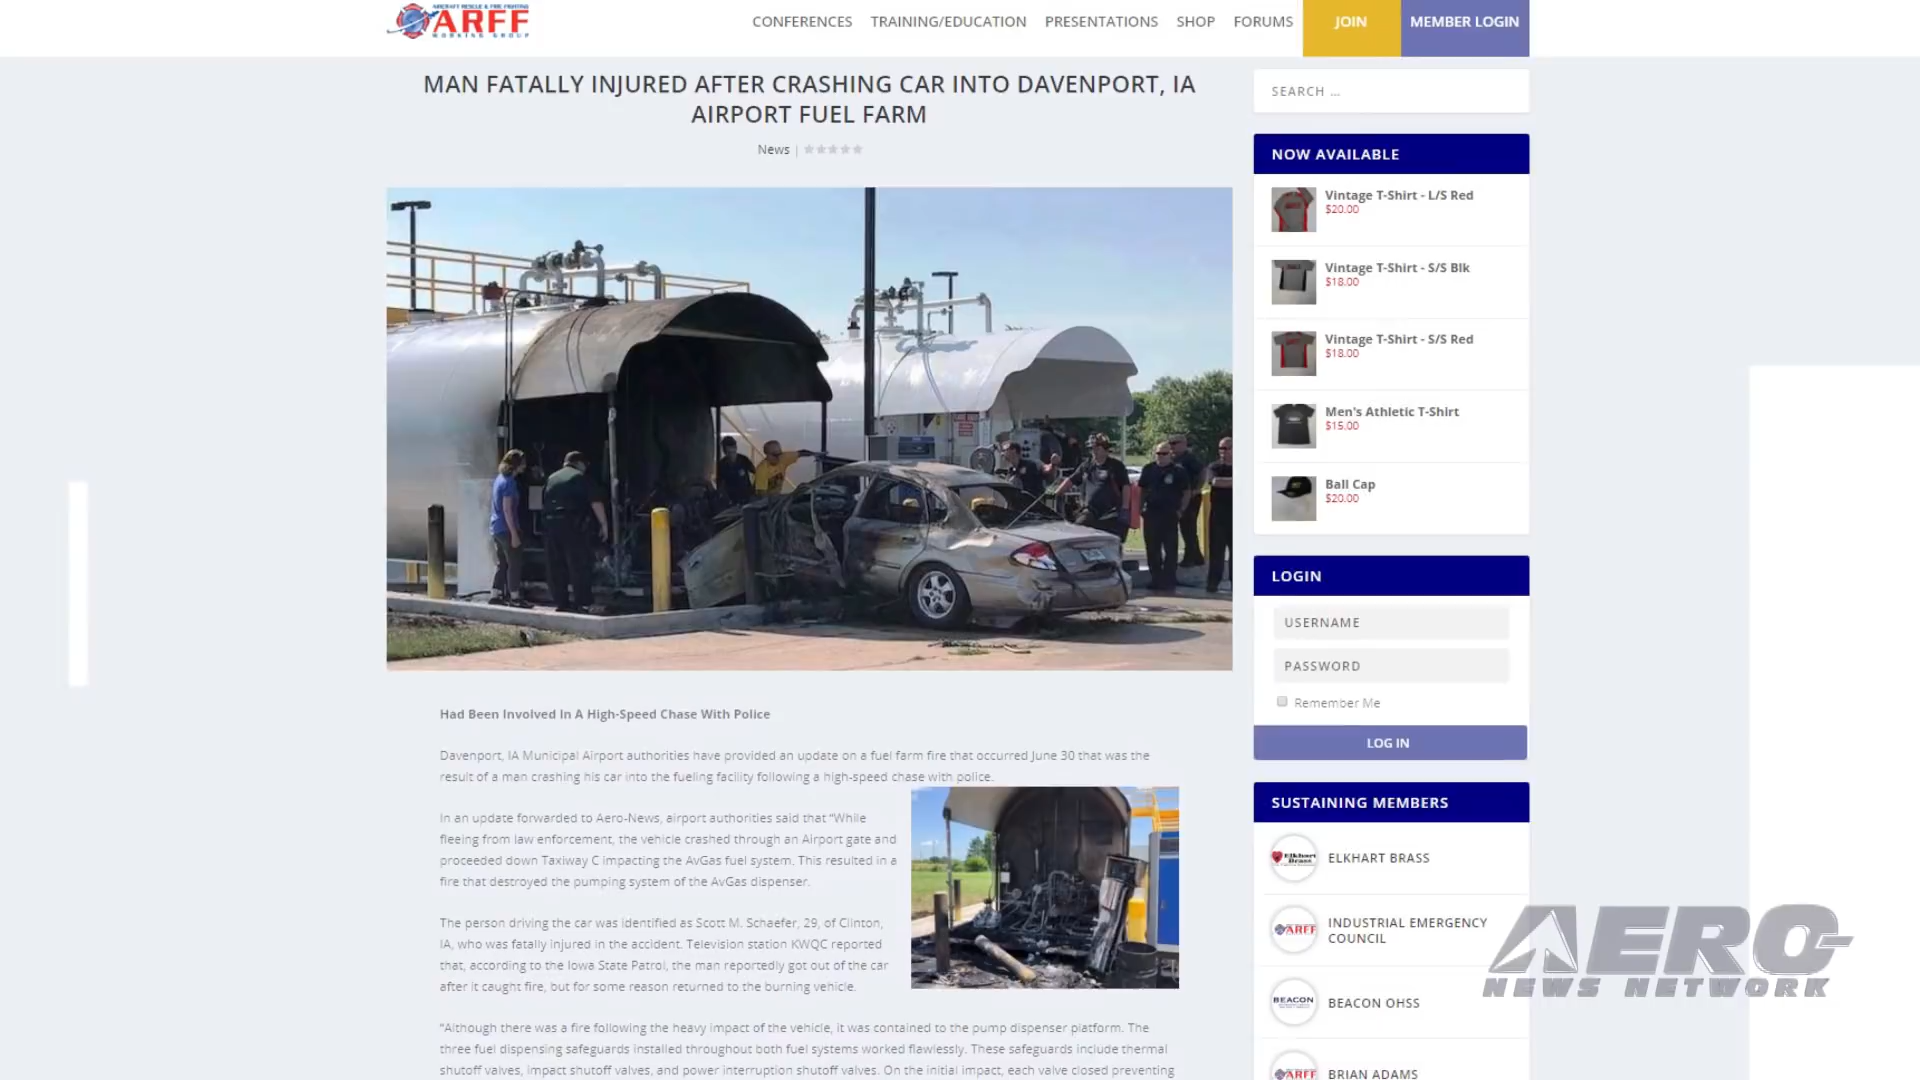 AIRCRAFT RESCUE & FIRE FIGHTING
ARFF
WORKING GROUP
CONFERENCES
TRAINING/EDUCATION
PRESENTATIONS
SHOP
FORUMS
JOIN
MEMBER LOGIN
MAN FATALLY INJURED AFTER CRASHING CAR INTO DAVENPORT, IA
AIRPORT FUEL FARM
News |
Had Been Involved In A High-Speed Chase With Police
Davenport, IA Municipal Airport authorities have provided an update on a fuel farm fire that occurred June 30 that was the
result of a man crashing his car into the fueling facility following a high-speed chase with police.
In an update forwarded to Aero-News, airport authorities said that “While
fleeing from law enforcement, the vehicle crashed through an Airport gate and
proceeded down Taxiway C impacting the AvGas fuel system. This resulted in a
fire that destroyed the pumping system of the AvGas dispenser.
The person driving the car was identified as Scott M. Schaefer, 29, of Clinton,
IA, who was fatally injured in the accident. Television station KWQC reported
that, according to the Iowa State Patrol, the man reportedly got out of the car
after it caught fire, but for some reason returned to the burning vehicle.
“Although there was a fire following the heavy impact of the vehicle, it was contained to the pump dispenser platform. The
three fuel dispensing safeguards installed throughout both fuel systems worked flawlessly. These safeguards include thermal
shutoff valves, impact shutoff valves, and power interruption shutoff valves. On the initial impact, each valve closed preventing
SEARCH ...
NOW AVAILABLE
Vintage T-Shirt - L/S Red
$20.00
Vintage T-Shirt - S/S Blk
$18.00
Vintage T-Shirt - S/S Red
$18.00
Men's Athletic T-Shirt
$15.00
Ball Cap
$20.00
LOGIN
USERNAME
PASSWORD
Remember Me
LOG IN
SUSTAINING MEMBERS
Elkhart
Brass
ELKHART BRASS
ARFF
INDUSTRIAL EMERGENCY
COUNCIL
BEACON
BEACON OHSS
ARFF
BRIAN ADAMS
AERO-
NEWS NETWORK